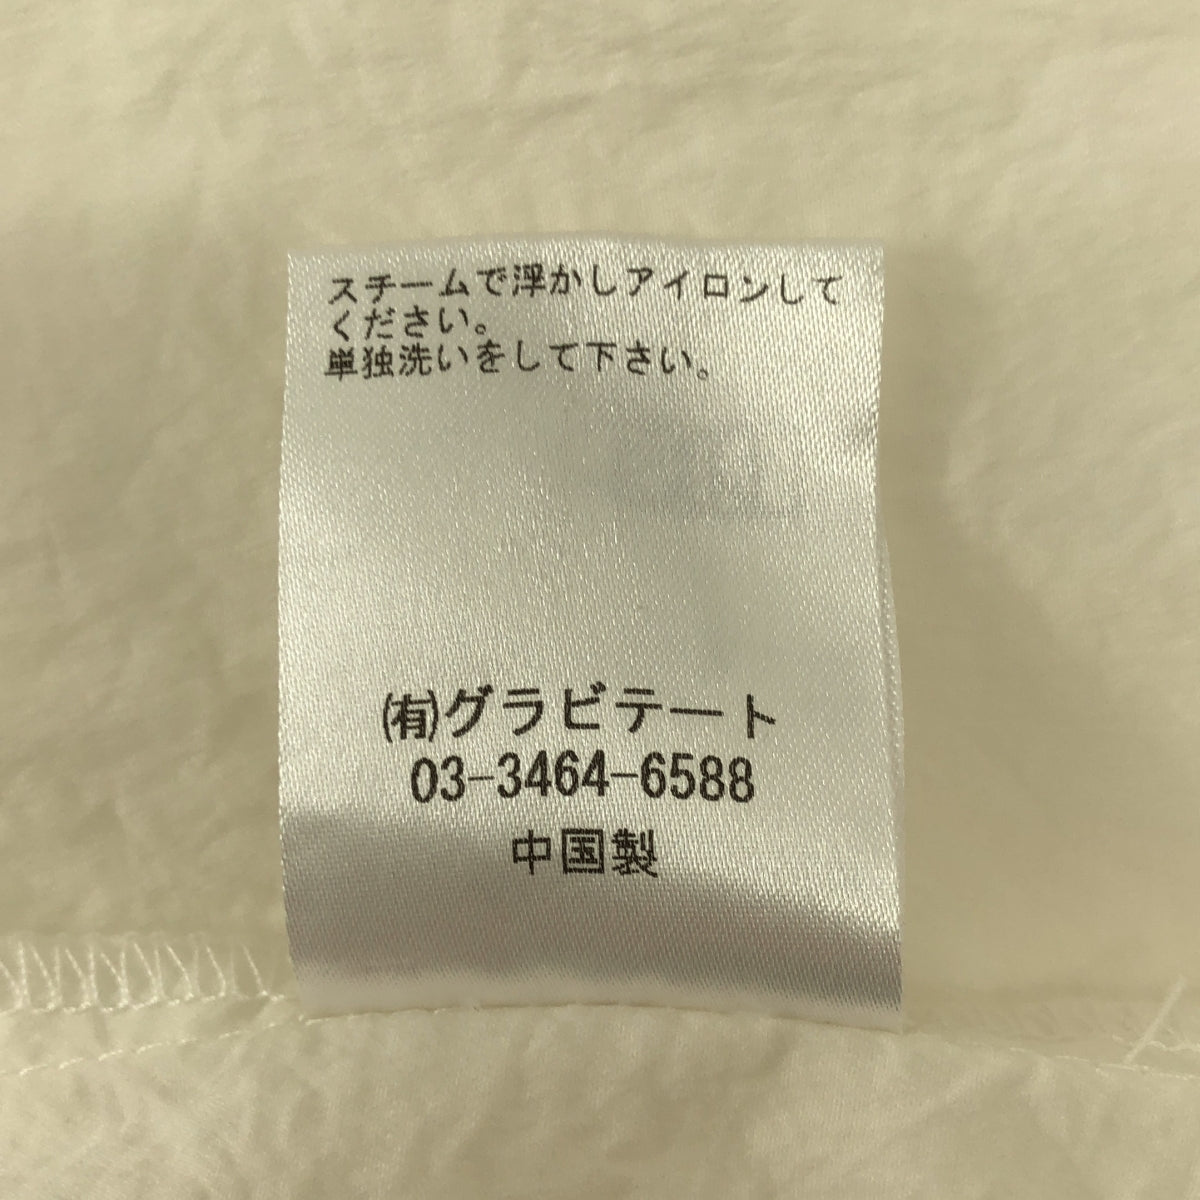 スチームで浮かしアイロンして
ください。
単独洗いをして下さい。
㈲グラビテート
03-3464-6588
中国製